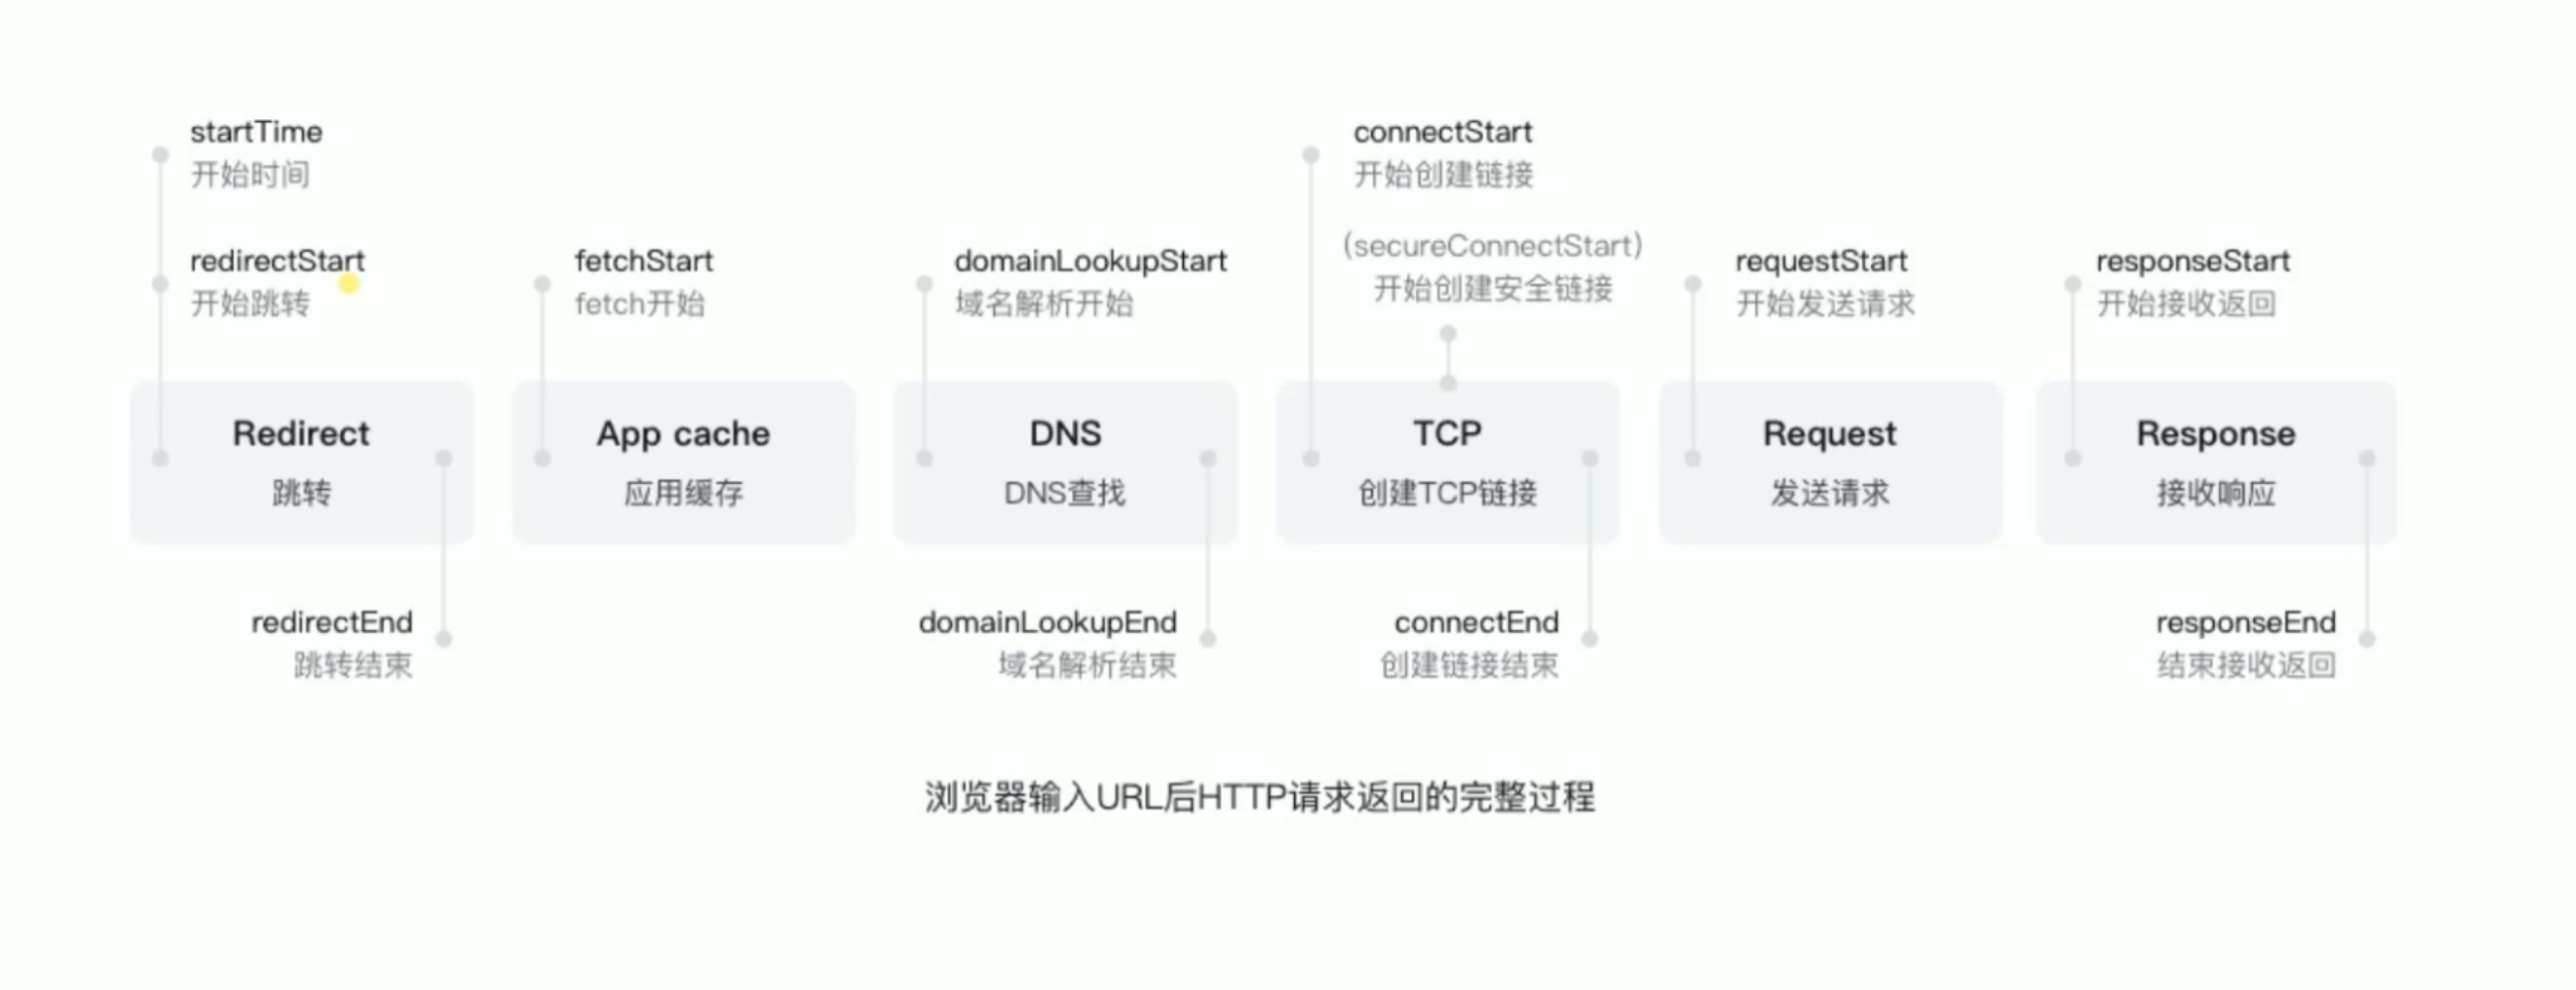 startTime
开始时间
redirectStart
开始跳转
fetchStart
fetch开始
domainLookupStart
域名解析开始
connectStart
开始创建链接
(secureConnectStart)
开始创建安全链接
requestStart
开始发送请求
responseStart
开始接收返回
Redirect
跳转
App cache
应用缓存
DNS
DNS查找
TCP
创建TCP链接
Request
发送请求
Response
接收响应
redirectEnd
跳转结束
domainLookupEnd
域名解析结束
connectEnd
创建链接结束
responseEnd
结束接收返回
浏览器输入URL后HTTP请求返回的完整过程